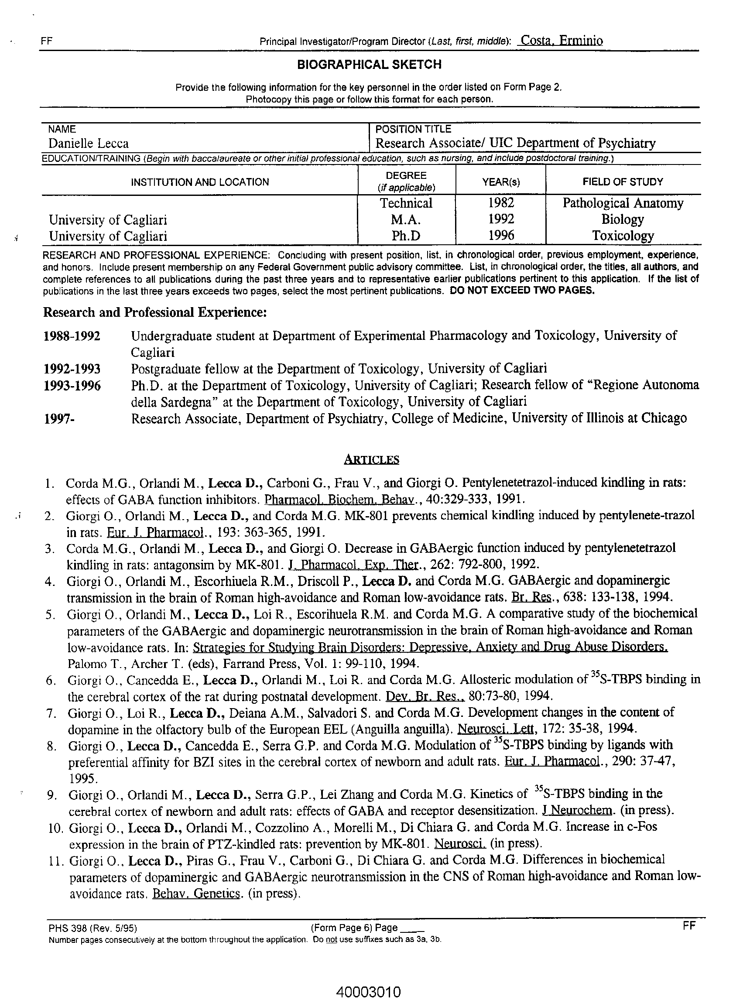 FF Principal Investigator/Program Director (Last, first, middle): Costa, Erminio
BIOGRAPHICAL SKETCH
Provide the following information for the key personnel in the order listed on Form Page 2.
Photocopy this page or follow this format for each person.
NAME POSITION TITLE
Danielle Lecca Research Associate/ UIC Department of Psychiatry
EDUCATION/TRAINING (Begin with baccalaureate or other initial professional education, such as nursing, and include postdoctoral training.)
INSTITUTION AND LOCATION DEGREE (if applicable) YEAR(s) FIELD OF STUDY
Technical 1982 Pathological Anatomy
University of Cagliari M.A. 1992 Biology
University of Cagliari Ph.D 1996 Toxicology
RESEARCH AND PROFESSIONAL EXPERIENCE: Concluding with present position, list, in chronological order, previous employment, experience,
and honors. Include present membership on any Federal Government public advisory committee. List, in chronological order, the titles, all authors, and
complete references to all publications during the past three years and to representative earlier publications pertinent to this application. If the list of
publications in the last three years exceeds two pages, select the most pertinent publications. DO NOT EXCEED TWO PAGES.
Research and Professional Experience:
1988-1992 Undergraduate student at Department of Experimental Pharmacology and Toxicology, University of
Cagliari
1992-1993 Postgraduate fellow at the Department of Toxicology, University of Cagliari
1993-1996 Ph.D. at the Department of Toxicology, University of Cagliari; Research fellow of “Regione Autonoma
della Sardegna” at the Department of Toxicology, University of Cagliari
1997- Research Associate, Department of Psychiatry, College of Medicine, University of Illinois at Chicago
ARTICLES
1. Corda M.G., Orlandi M., Lecca D., Carboni G., Frau V., and Giorgi O. Pentylenetetrazol-induced kindling in rats:
effects of GABA function inhibitors. Pharmacol. Biochem. Behav., 40:329-333, 1991.
2. Giorgi O., Orlandi M., Lecca D., and Corda M.G. MK-801 prevents chemical kindling induced by pentylenete-trazol
in rats. Eur. J. Pharmacol., 193: 363-365, 1991.
3. Corda M.G., Orlandi M., Lecca D., and Giorgi O. Decrease in GABAergic function induced by pentylenetetrazol
kindling in rats: antagonsim by MK-801. J. Pharmacol. Exp. Ther., 262: 792-800, 1992.
4. Giorgi O., Orlandi M., Escorhiuela R.M., Driscoll P., Lecca D. and Corda M.G. GABAergic and dopaminergic
transmission in the brain of Roman high-avoidance and Roman low-avoidance rats. Br. Res., 638: 133-138, 1994.
5. Giorgi O., Orlandi M., Lecca D., Loi R., Escorihuela R.M. and Corda M.G. A comparative study of the biochemical
parameters of the GABAergic and dopaminergic neurotransmission in the brain of Roman high-avoidance and Roman
low-avoidance rats. In: Strategies for Studying Brain Disorders: Depressive, Anxiety and Drug Abuse Disorders.
Palomo T., Archer T. (eds), Farrand Press, Vol. 1: 99-110, 1994.
6. Giorgi O., Cancedda E., Lecca D., Orlandi M., Loi R. and Corda M.G. Allosteric modulation of 35S-TBPS binding in
the cerebral cortex of the rat during postnatal development. Dev. Br. Res., 80:73-80, 1994.
7. Giorgi O., Loi R., Lecca D., Deiana A.M., Salvadori S. and Corda M.G. Development changes in the content of
dopamine in the olfactory bulb of the European EEL (Anguilla anguilla). Neurosci. Lett, 172: 35-38, 1994.
8. Giorgi O., Lecca D., Cancedda E., Serra G.P. and Corda M.G. Modulation of 35S-TBPS binding by ligands with
preferential affinity for BZI sites in the cerebral cortex of newborn and adult rats. Eur. J. Pharmacol., 290: 37-47,
1995.
9. Giorgi O., Orlandi M., Lecca D., Serra G.P., Lei Zhang and Corda M.G. Kinetics of 35S-TBPS binding in the
cerebral cortex of newborn and adult rats: effects of GABA and receptor desensitization. J Neurochem. (in press).
10. Giorgi O., Lecca D., Orlandi M., Cozzolino A., Morelli M., Di Chiara G. and Corda M.G. Increase in c-Fos
expression in the brain of PTZ-kindled rats: prevention by MK-801. Neurosci. (in press).
11. Giorgi O., Lecca D., Piras G., Frau V., Carboni G., Di Chiara G. and Corda M.G. Differences in biochemical
parameters of dopaminergic and GABAergic neurotransmission in the CNS of Roman high-avoidance and Roman low-
avoidance rats. Behav. Genetics. (in press).
PHS 398 (Rev. 5/95) (Form Page 6) Page ____ FF
Number pages consecutively at the bottom throughout the application. Do not use suffixes such as 3a, 3b.
40003010